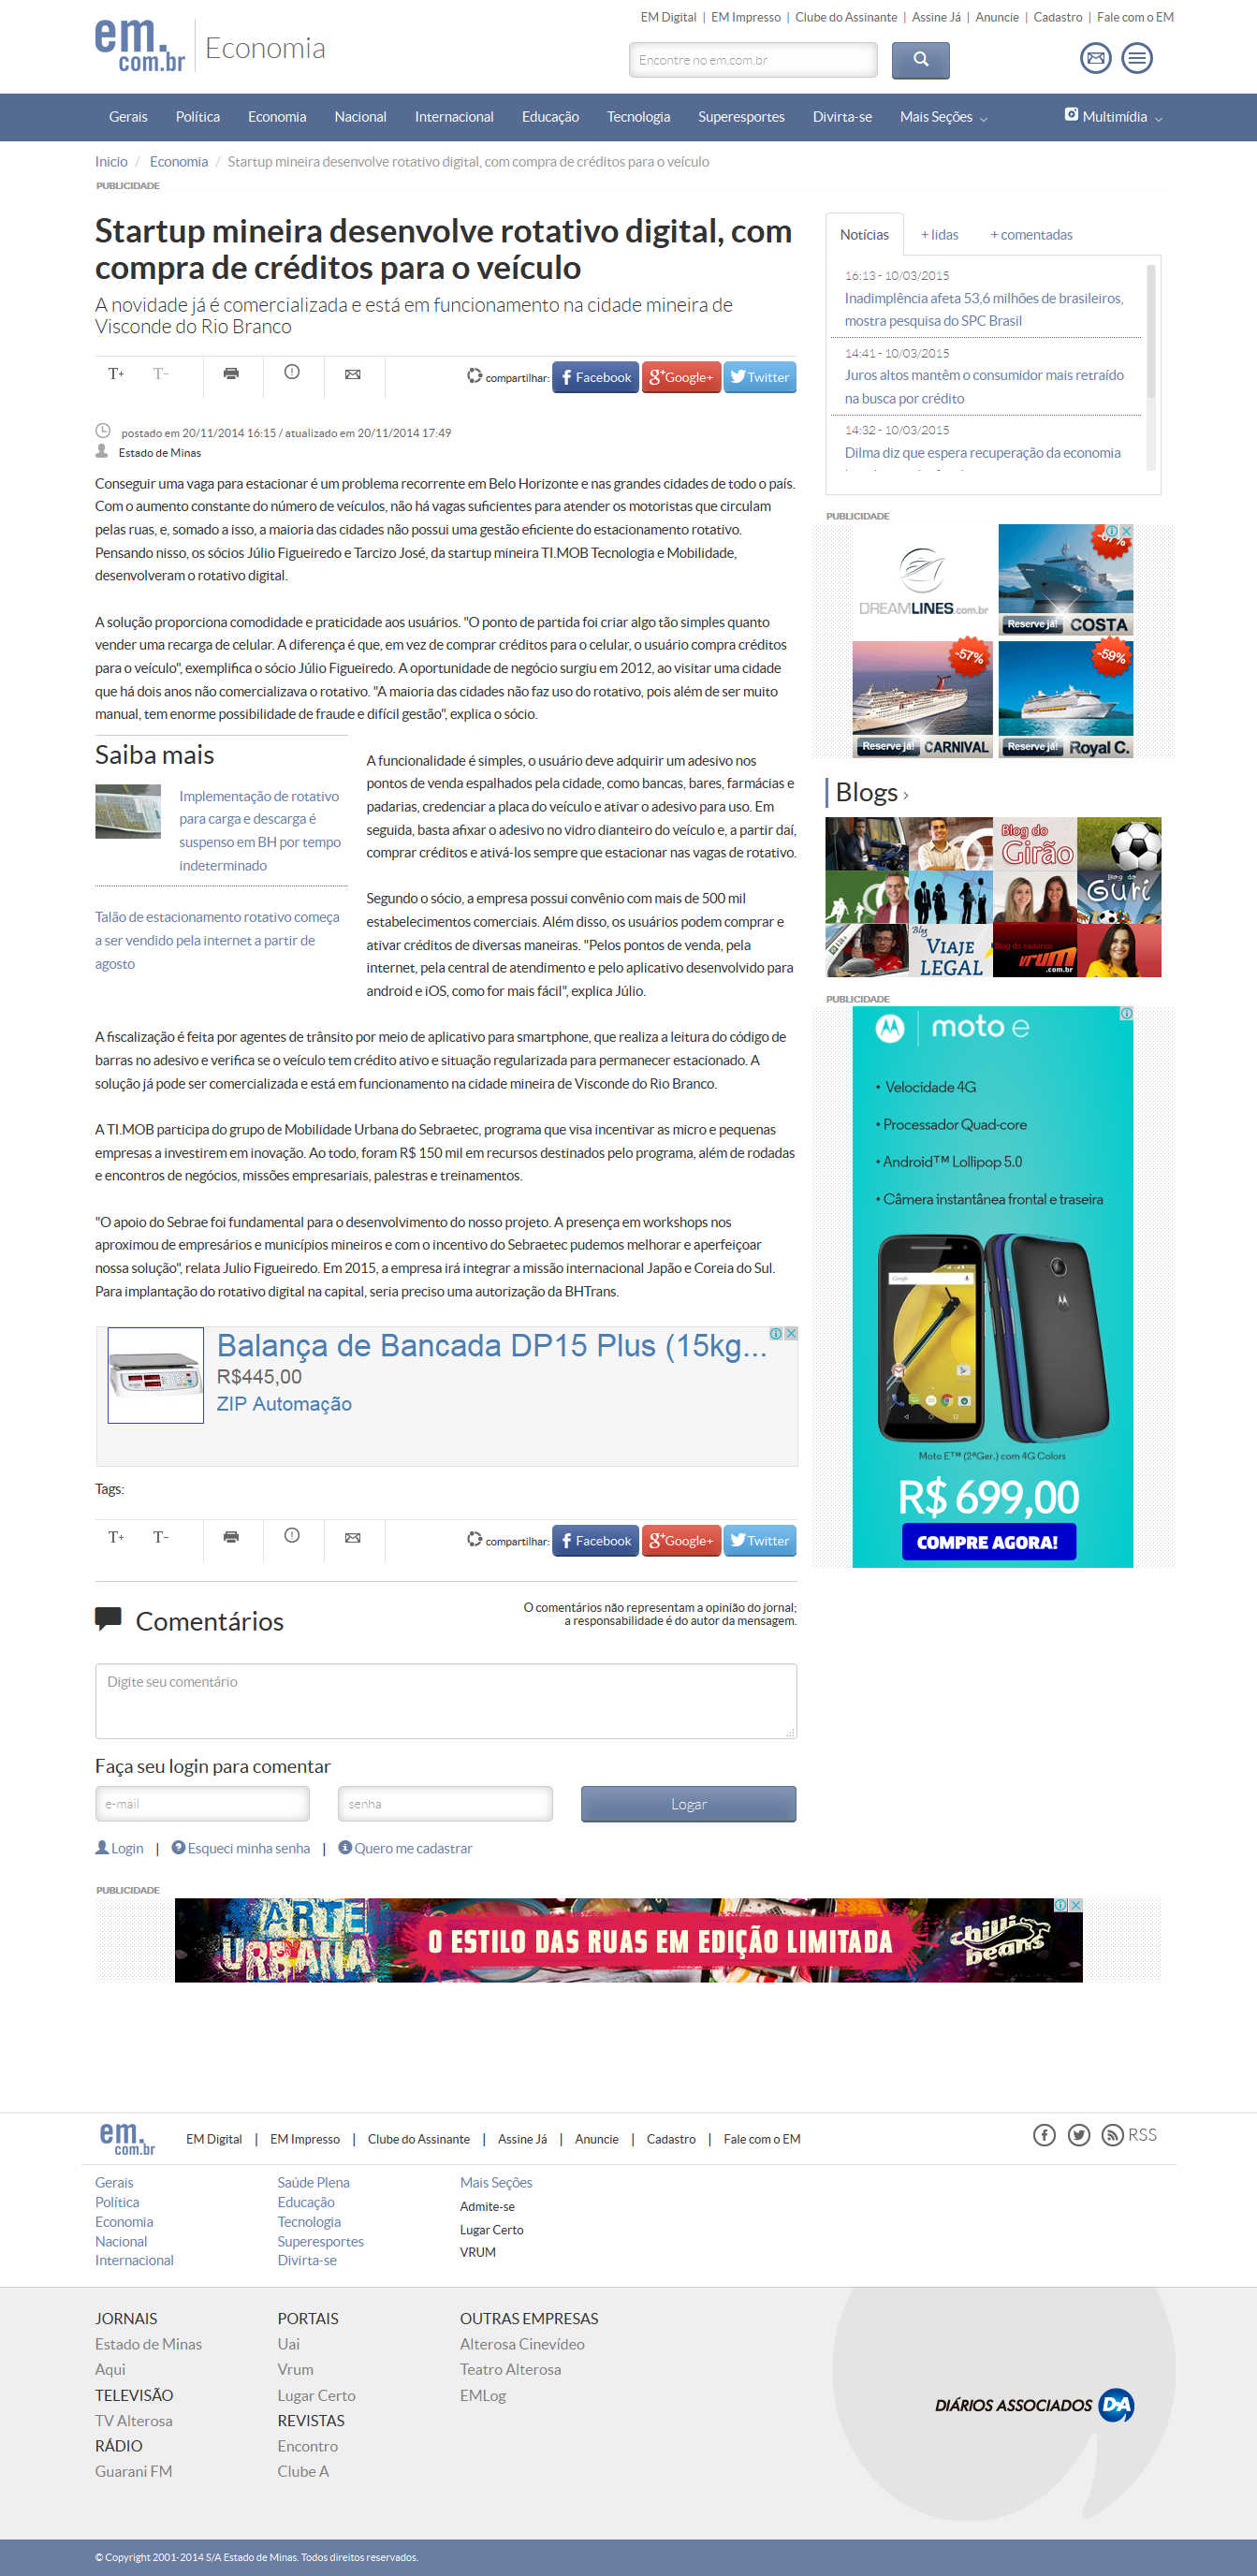 em.
com.br
Economia
EM Digital | EM Impresso | Clube do Assinante | Assine Já | Anuncie | Cadastro | Fale com o EM
Encontre no em.com.br
Gerais Política Economia Nacional Internacional Educação Tecnologia Superesportes Divirta-se Mais Seções Multimídia
Inicio / Economia / Startup mineira desenvolve rotativo digital, com compra de créditos para o veículo
PUBLICIDADE
Startup mineira desenvolve rotativo digital, com
compra de créditos para o veículo
A novidade já é comercializada e está em funcionamento na cidade mineira de
Visconde do Rio Branco
T+ T- compartilhar: Facebook Google+ Twitter
postado em 20/11/2014 16:15 / atualizado em 20/11/2014 17:49
Estado de Minas
Conseguir uma vaga para estacionar é um problema recorrente em Belo Horizonte e nas grandes cidades de todo o país.
Com o aumento constante do número de veículos, não há vagas suficientes para atender os motoristas que circulam
pelas ruas, e, somado a isso, a maioria das cidades não possui uma gestão eficiente do estacionamento rotativo.
Pensando nisso, os sócios Júlio Figueiredo e Tarcizo José, da startup mineira TI.MOB Tecnologia e Mobilidade,
desenvolveram o rotativo digital.
A solução proporciona comodidade e praticidade aos usuários. "O ponto de partida foi criar algo tão simples quanto
vender uma recarga de celular. A diferença é que, em vez de comprar créditos para o celular, o usuário compra créditos
para o veículo", exemplifica o sócio Júlio Figueiredo. A oportunidade de negócio surgiu em 2012, ao visitar uma cidade
que há dois anos não comercializava o rotativo. "A maioria das cidades não faz uso do rotativo, pois além de ser muito
manual, tem enorme possibilidade de fraude e difícil gestão", explica o sócio.
Saiba mais
Implementação de rotativo
para carga e descarga é
suspenso em BH por tempo
indeterminado
Talão de estacionamento rotativo começa
a ser vendido pela internet a partir de
agosto
A funcionalidade é simples, o usuário deve adquirir um adesivo nos
pontos de venda espalhados pela cidade, como bancas, bares, farmácias e
padarias, credenciar a placa do veículo e ativar o adesivo para uso. Em
seguida, basta afixar o adesivo no vidro dianteiro do veículo e, a partir daí,
comprar créditos e ativá-los sempre que estacionar nas vagas de rotativo.
Segundo o sócio, a empresa possui convênio com mais de 500 mil
estabelecimentos comerciais. Além disso, os usuários podem comprar e
ativar créditos de diversas maneiras. "Pelos pontos de venda, pela
internet, pela central de atendimento e pelo aplicativo desenvolvido para
android e iOS, como for mais fácil", explica Júlio.
A fiscalização é feita por agentes de trânsito por meio de aplicativo para smartphone, que realiza a leitura do código de
barras no adesivo e verifica se o veículo tem crédito ativo e situação regularizada para permanecer estacionado. A
solução já pode ser comercializada e está em funcionamento na cidade mineira de Visconde do Rio Branco.
A TI.MOB participa do grupo de Mobilidade Urbana do Sebraetec, programa que visa incentivar as micro e pequenas
empresas a investirem em inovação. Ao todo, foram R$ 150 mil em recursos destinados pelo programa, além de rodadas
e encontros de negócios, missões empresariais, palestras e treinamentos.
"O apoio do Sebrae foi fundamental para o desenvolvimento do nosso projeto. A presença em workshops nos
aproximou de empresários e municípios mineiros e com o incentivo do Sebraetec pudemos melhorar e aperfeiçoar
nossa solução", relata Julio Figueiredo. Em 2015, a empresa irá integrar a missão internacional Japão e Coreia do Sul.
Para implantação do rotativo digital na capital, seria preciso uma autorização da BHTrans.
Balança de Bancada DP15 Plus (15kg...
R$445,00
ZIP Automação
Tags:
T+ T- compartilhar: Facebook Google+ Twitter
Comentários
O comentários não representam a opinião do jornal;
a responsabilidade é do autor da mensagem.
Digite seu comentário
Faça seu login para comentar
e-mail senha Logar
Login | Esqueci minha senha | Quero me cadastrar
Notícias + lidas + comentadas
16:13 - 10/03/2015
Inadimplência afeta 53,6 milhões de brasileiros,
mostra pesquisa do SPC Brasil
14:41 - 10/03/2015
Juros altos mantêm o consumidor mais retraído
na busca por crédito
14:32 - 10/03/2015
Dilma diz que espera recuperação da economia
PUBLICIDADE
DREAMLINES.com.br
Reserve já! COSTA
-57%
Reserve já! CARNIVAL
-59%
Reserve já! Royal C.
Blogs
Blog do
Girão
Blog do
Guri
Blog
VIAJE
LEGAL
vrum
.com.br
PUBLICIDADE
moto e
• Velocidade 4G
• Processador Quad-core
• Android™ Lollipop 5.0
• Câmera instantânea frontal e traseira
Moto E™ (2ªGer.) com 4G Colors
R$ 699,00
COMPRE AGORA!
PUBLICIDADE
ARTE
URBANA
O ESTILO DAS RUAS EM EDIÇÃO LIMITADA
chilli
beans
em.
com.br
EM Digital | EM Impresso | Clube do Assinante | Assine Já | Anuncie | Cadastro | Fale com o EM
RSS
Gerais
Política
Economia
Nacional
Internacional
Saúde Plena
Educação
Tecnologia
Superesportes
Divirta-se
Mais Seções
Admite-se
Lugar Certo
VRUM
JORNAIS
Estado de Minas
Aqui
TELEVISÃO
TV Alterosa
RÁDIO
Guarani FM
PORTAIS
Uai
Vrum
Lugar Certo
REVISTAS
Encontro
Clube A
OUTRAS EMPRESAS
Alterosa Cinevídeo
Teatro Alterosa
EMLog
DIÁRIOS ASSOCIADOS DA
© Copyright 2001-2014 S/A Estado de Minas. Todos direitos reservados.